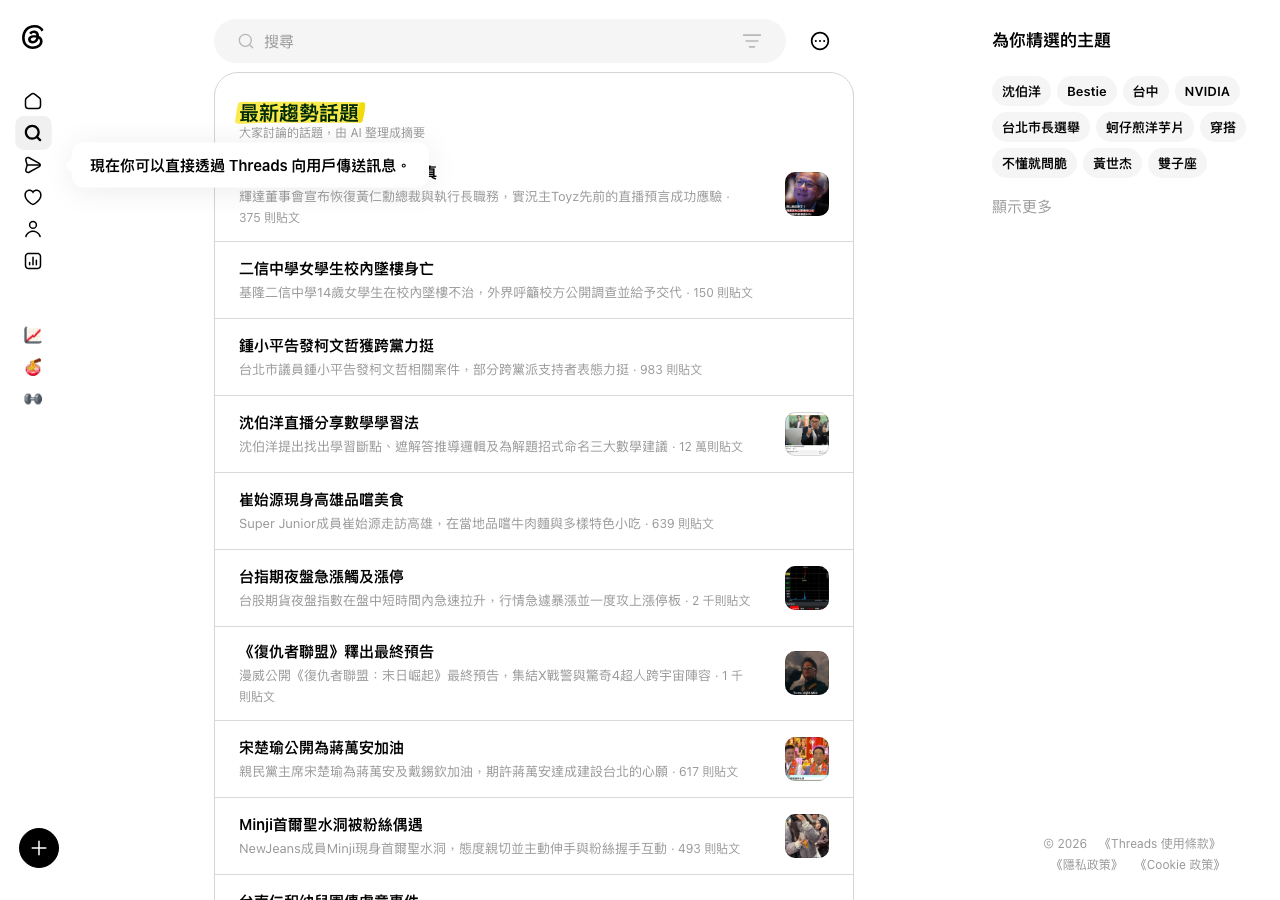 搜尋
最新趨勢話題
大家討論的話題，由 AI 整理成摘要
現在你可以直接透過 Threads 向用戶傳送訊息。
真
輝達董事會宣布恢復黃仁勳總裁與執行長職務，實況主Toyz先前的直播預言成功應驗 ·
375 則貼文
二信中學女學生校內墜樓身亡
基隆二信中學14歲女學生在校內墜樓不治，外界呼籲校方公開調查並給予交代 · 150 則貼文
鍾小平告發柯文哲獲跨黨力挺
台北市議員鍾小平告發柯文哲相關案件，部分跨黨派支持者表態力挺 · 983 則貼文
沈伯洋直播分享數學學習法
沈伯洋提出找出學習斷點、遮解答推導邏輯及為解題招式命名三大數學建議 · 12 萬則貼文
崔始源現身高雄品嚐美食
Super Junior成員崔始源走訪高雄，在當地品嚐牛肉麵與多樣特色小吃 · 639 則貼文
台指期夜盤急漲觸及漲停
台股期貨夜盤指數在盤中短時間內急速拉升，行情急遽暴漲並一度攻上漲停板 · 2 千則貼文
《復仇者聯盟》釋出最終預告
漫威公開《復仇者聯盟：末日崛起》最終預告，集結X戰警與驚奇4超人跨宇宙陣容 · 1 千
則貼文
宋楚瑜公開為蔣萬安加油
親民黨主席宋楚瑜為蔣萬安及戴錫欽加油，期許蔣萬安達成建設台北的心願 · 617 則貼文
Minji首爾聖水洞被粉絲偶遇
NewJeans成員Minji現身首爾聖水洞，態度親切並主動伸手與粉絲握手互動 · 493 則貼文
為你精選的主題
沈伯洋 Bestie 台中 NVIDIA
台北市長選舉 蚵仔煎洋芋片 穿搭
不懂就問脆 黃世杰 雙子座
顯示更多
© 2026 《Threads 使用條款》
《隱私政策》 《Cookie 政策》